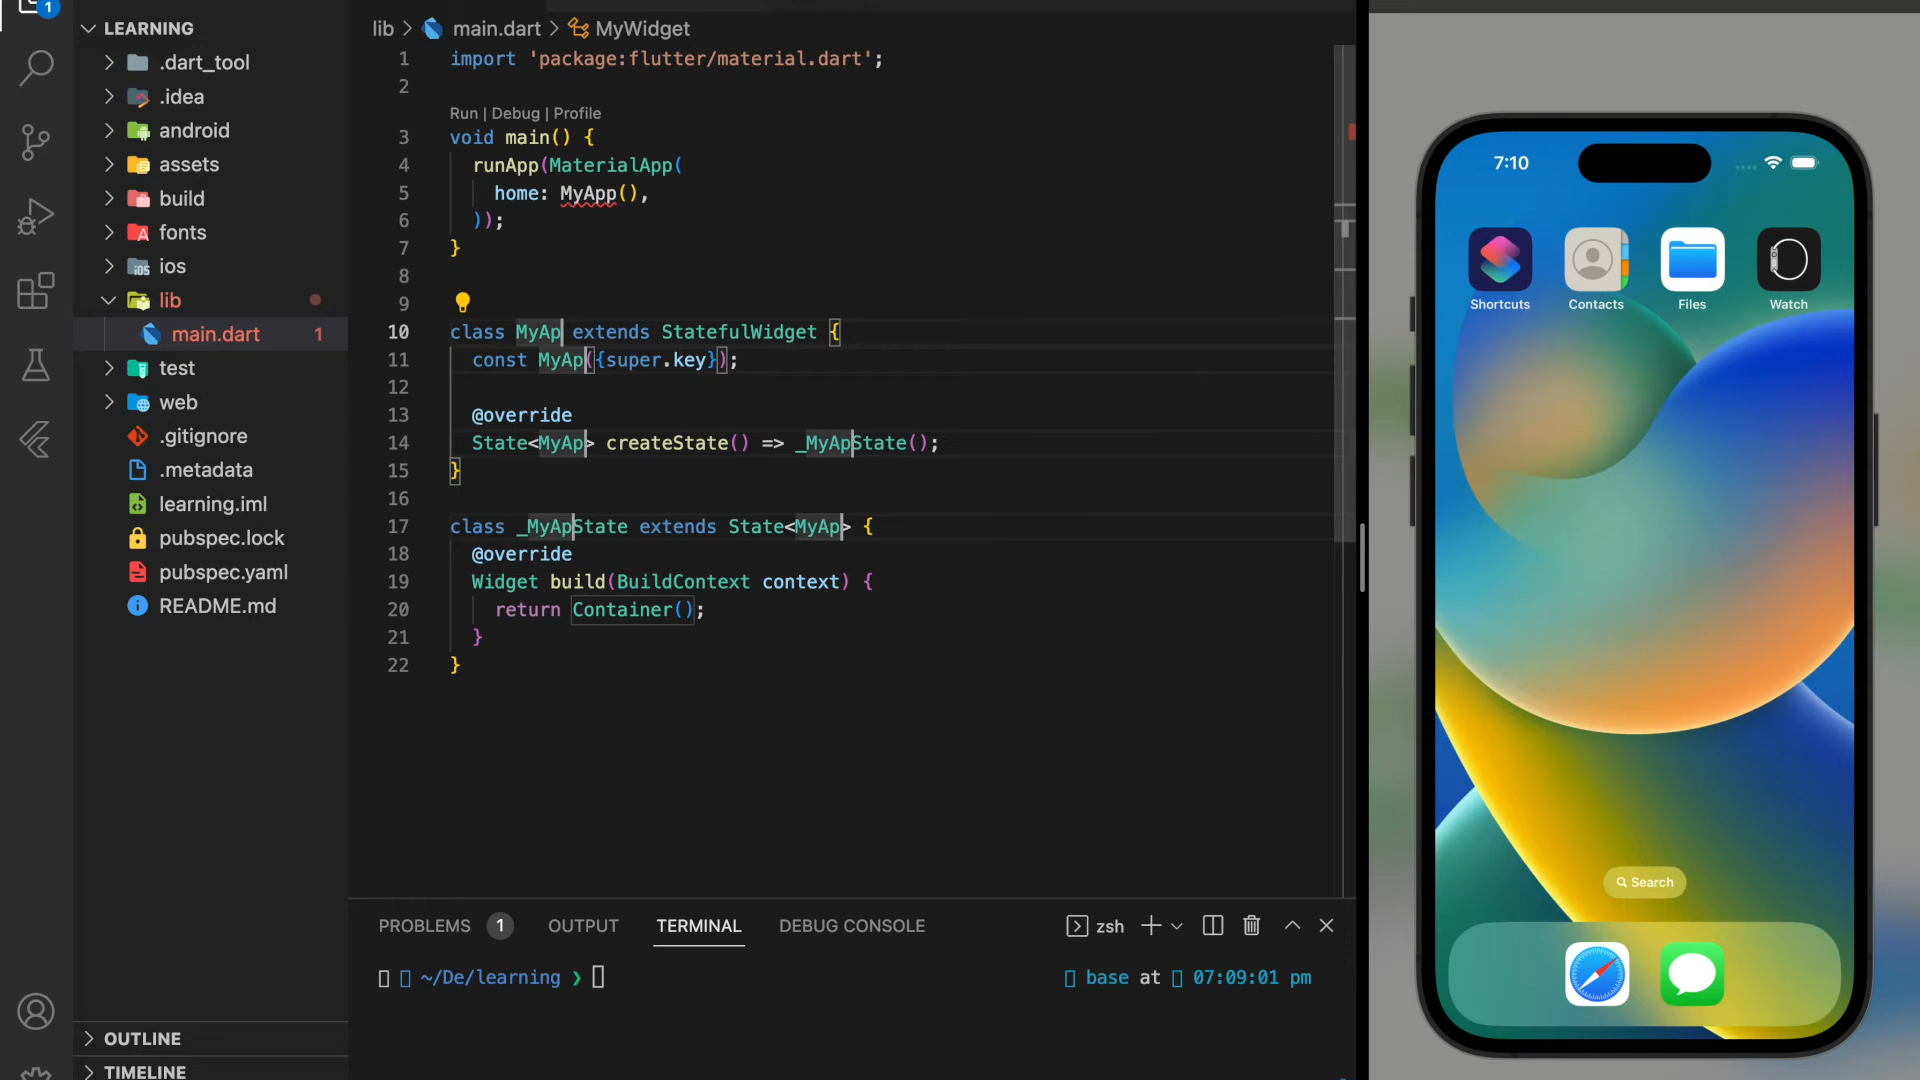 1
LEARNING
.dart_tool
.idea
android
assets
build
fonts
ios
lib
main.dart 1
test
web
.gitignore
.metadata
learning.iml
pubspec.lock
pubspec.yaml
README.md
OUTLINE
TIMELINE
lib > main.dart > MyWidget
1 import 'package:flutter/material.dart';
2
Run | Debug | Profile
3 void main() {
4 runApp(MaterialApp(
5 home: MyApp(),
6 ));
7 }
8
9
10 class MyAp extends StatefulWidget {
11 const MyAp({super.key});
12
13 @override
14 State<MyAp> createState() => _MyApState();
15 }
16
17 class _MyApState extends State<MyAp> {
18 @override
19 Widget build(BuildContext context) {
20 return Container();
21 }
22 }
PROBLEMS 1 OUTPUT TERMINAL DEBUG CONSOLE zsh
~/De/learning ❯ base at 07:09:01 pm
7:10
Shortcuts Contacts Files Watch
Search